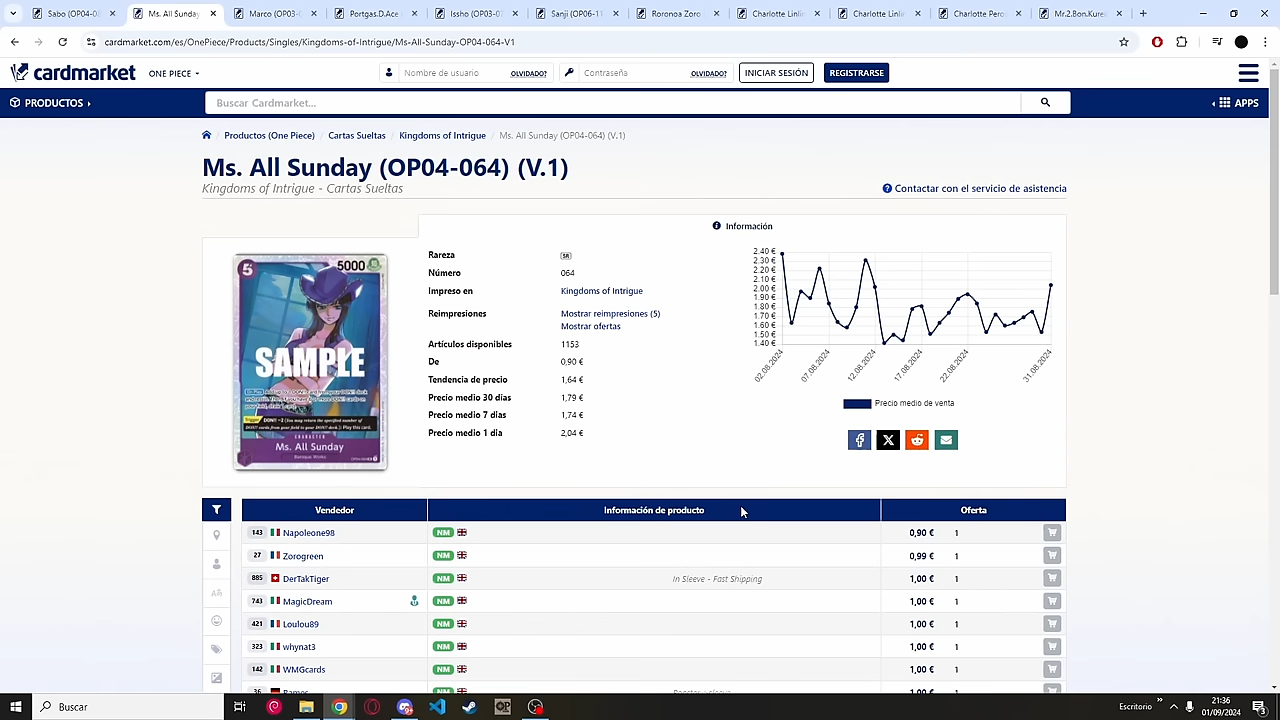 Sabo (OP04-0
Ms. All Sunday
Marco (OP03-
Portgas.D.Ace
Issho (OP03-0
Sanji (OP06-1
Roronoa Zoro
Charlotte Linlin
Charlotte Linlin
Charlotte Pero
Mr.2.Bon.Kurei
cardmarket.com/es/OnePiece/Products/Singles/Kingdoms-of-Intrigue/Ms-All-Sunday-OP04-064-V1
cardmarket
ONE PIECE
Nombre de usuario
OLVIDADO?
Contraseña
OLVIDADO?
INICIAR SESIÓN
REGISTRARSE
PRODUCTOS
Buscar Cardmarket...
APPS
Productos (One Piece) / Cartas Sueltas / Kingdoms of Intrigue / Ms. All Sunday (OP04-064) (V.1)
Ms. All Sunday (OP04-064) (V.1)
Kingdoms of Intrigue - Cartas Sueltas
Contactar con el servicio de asistencia
Información
5
5000
SAMPLE
CHARACTER
Ms. All Sunday
Baroque Works
Rareza SR
Número 064
Impreso en Kingdoms of Intrigue
Reimpresiones Mostrar reimpresiones (5)
Mostrar ofertas
Artículos disponibles 1153
De 0,90 €
Tendencia de precio 1,64 €
Precio medio 30 días 1,79 €
Precio medio 7 días 1,74 €
Precio medio 1 día 2,04 €
2.40 €
2.30 €
2.20 €
2.10 €
2.00 €
1.90 €
1.80 €
1.70 €
1.60 €
1.50 €
1.40 €
02.08.2024
07.08.2024
12.08.2024
17.08.2024
22.08.2024
31.08.2024
Precio medio de venta
Vendedor Información de producto Oferta
143 Napoleone98 NM 0,90 € 1
27 Zorogreen NM 0,99 € 1
885 DerTakTiger NM In Sleeve - Fast Shipping 1,00 € 1
743 MagicDream NM 1,00 € 1
421 Loulou89 NM 1,00 € 1
323 whynat3 NM 1,00 € 1
142 WMGcards NM 1,00 € 1
36 NM 1,00 € 1
Buscar
Escritorio
21:36
01/09/2024